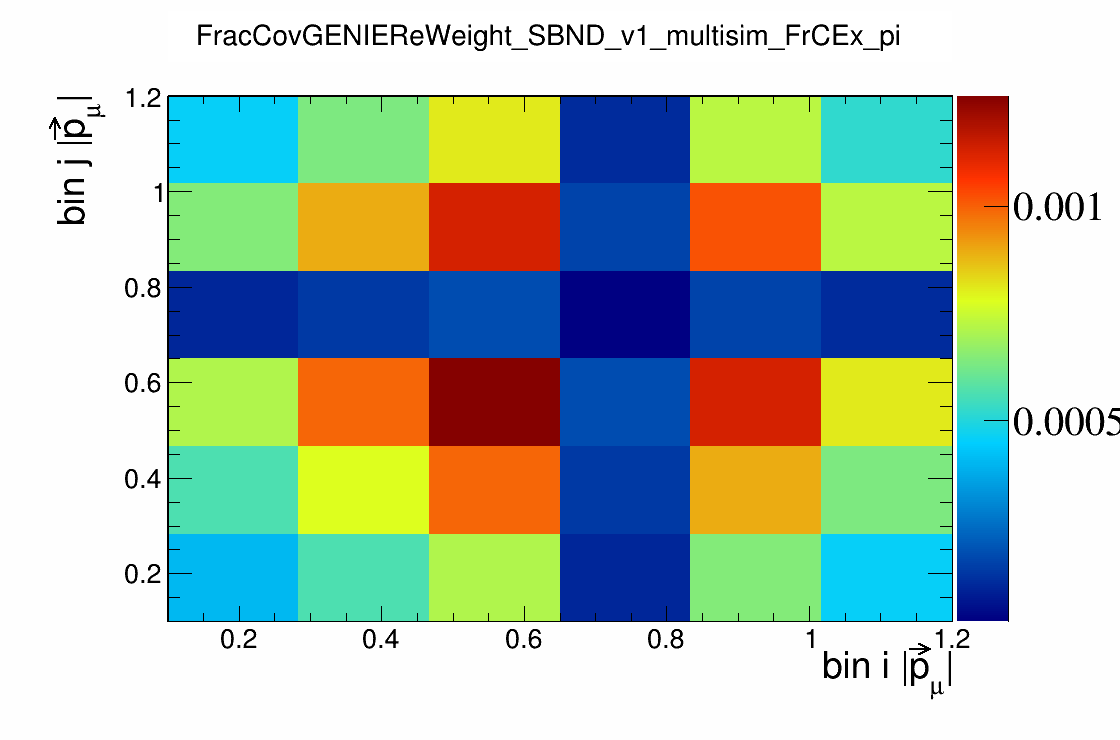 FracCovGENIEReWeight_SBND_v1_multisim_FrCEx_pi
bin j |p⃗μ|
1.2
1
0.8
0.6
0.4
0.2
0.2 0.4 0.6 0.8 1 1.2
bin i |p⃗μ|
0.001
0.0005